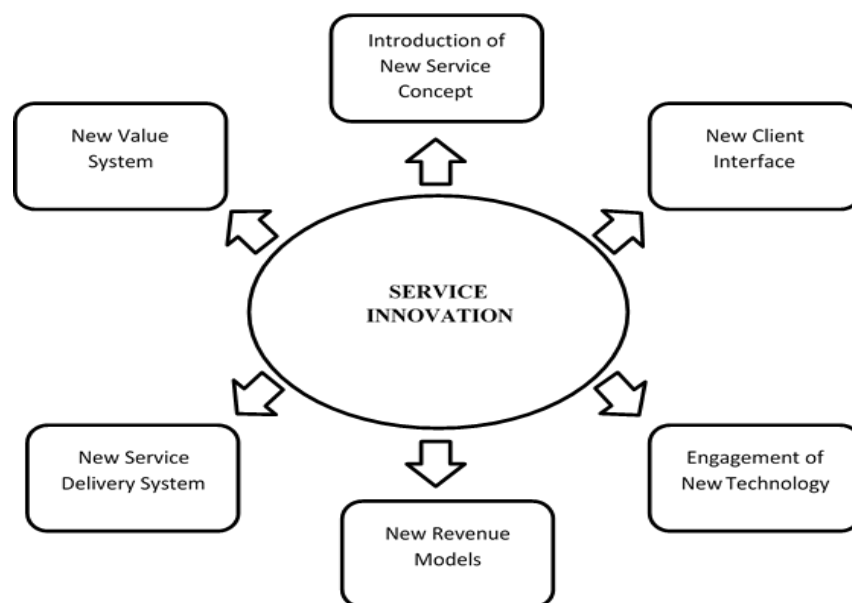 Introduction of
New Service
Concept
New Value
System
New Client
Interface
SERVICE
INNOVATION
New Service
Delivery System
Engagement of
New Technology
New Revenue
Models